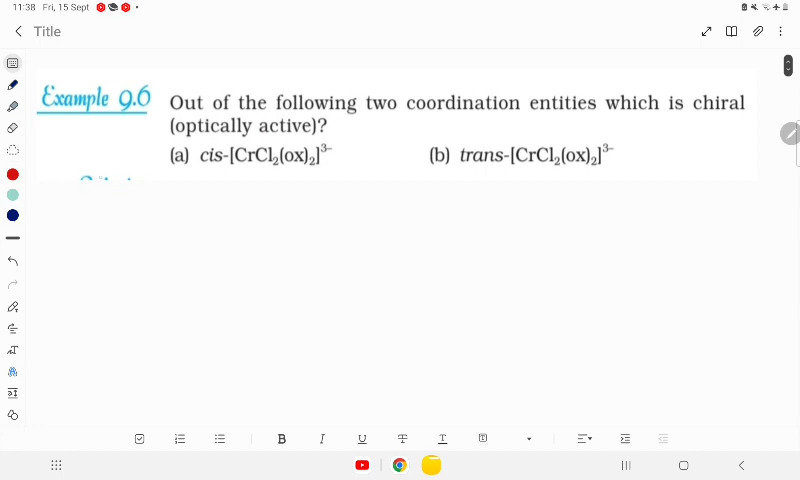 11:38 Fri, 15 Sept
Title
Example 9.6
Out of the following two coordination entities which is chiral
(optically active)?
(a) cis-[CrCl₂(ox)₂]³⁻ (b) trans-[CrCl₂(ox)₂]³⁻
B I U T T T